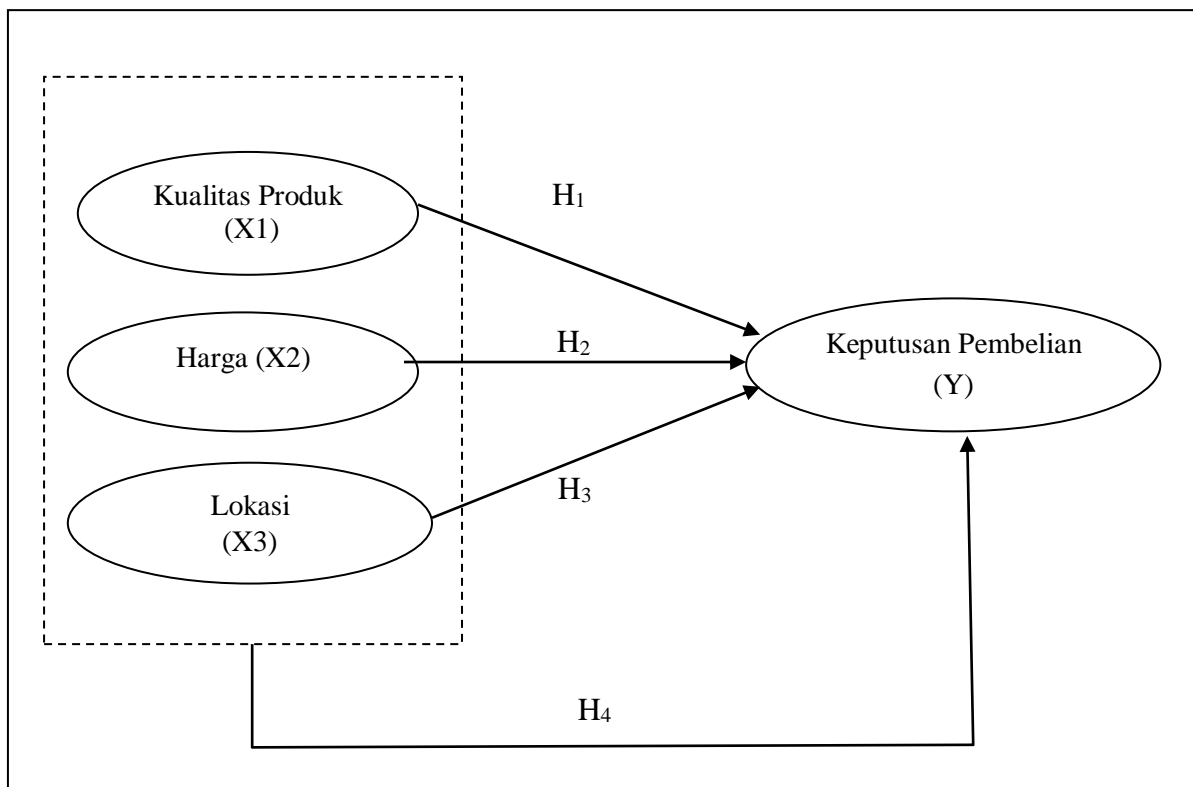 Kualitas Produk
(X1)
H₁
Harga (X2)
H₂
Keputusan Pembelian
(Y)
Lokasi
(X3)
H₃
H₄